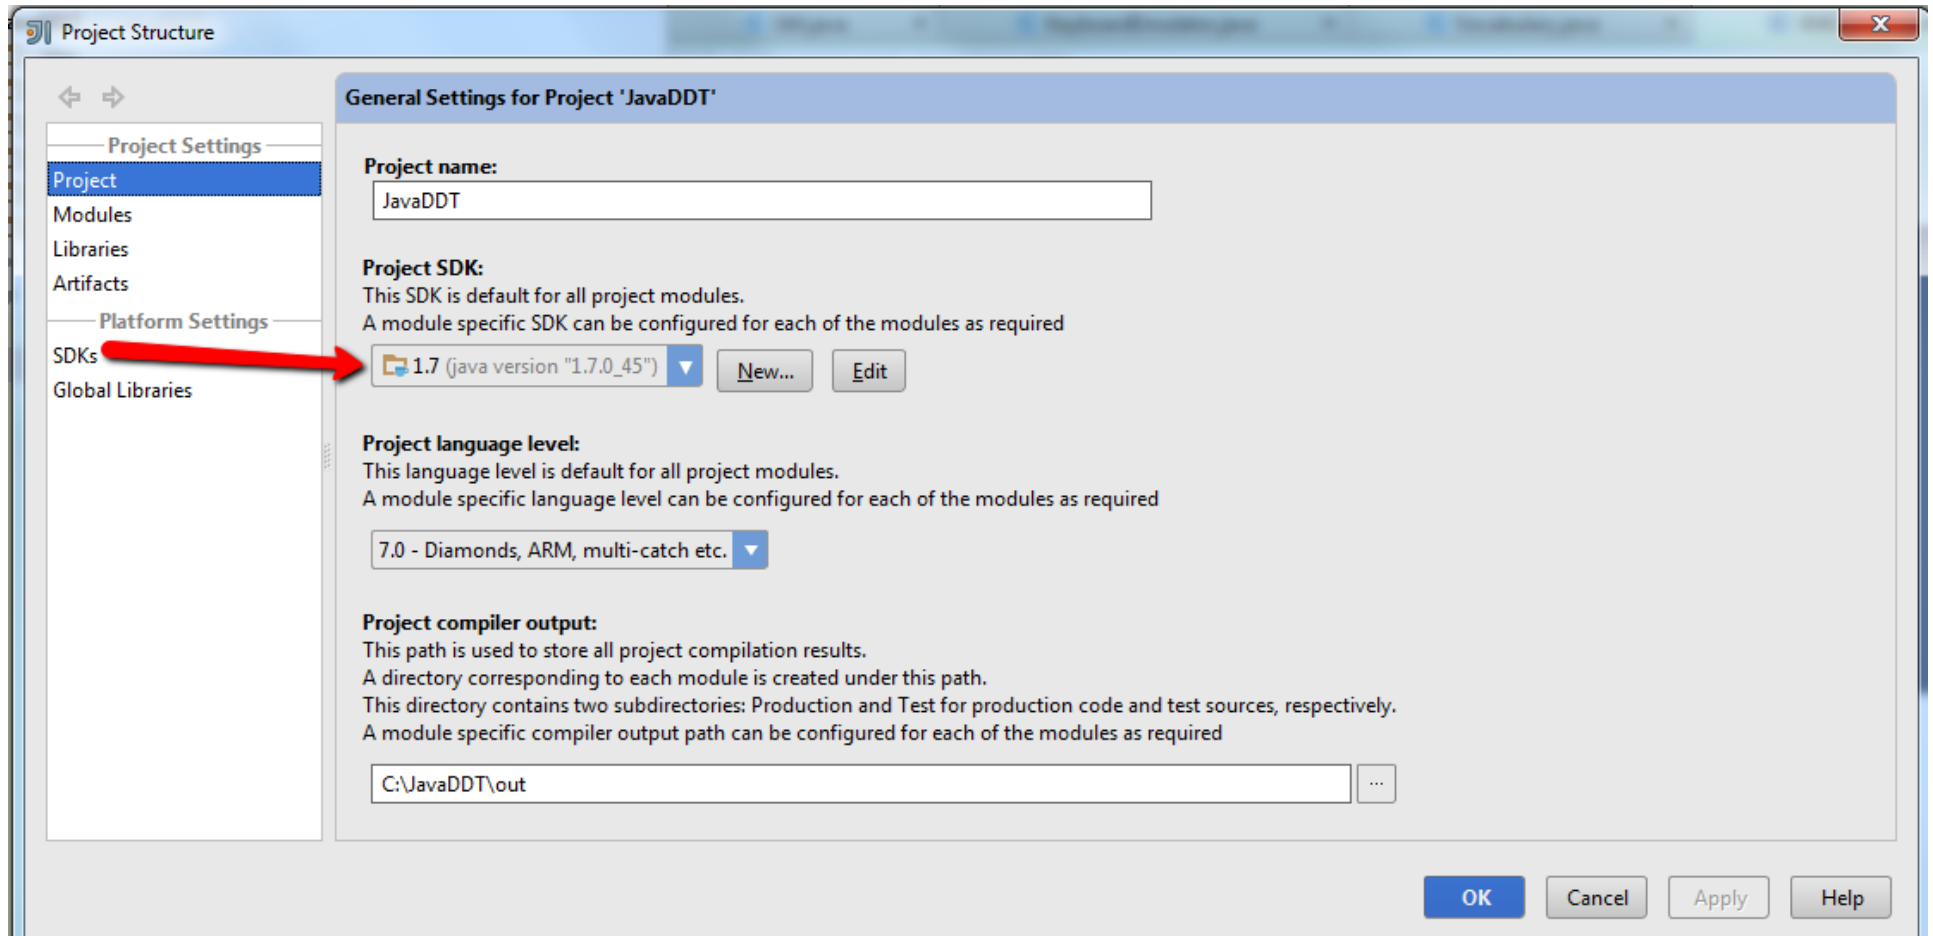 Project Structure
General Settings for Project 'JavaDDT'
Project Settings
Project
Modules
Libraries
Artifacts
Platform Settings
SDKs
Global Libraries
Project name:
JavaDDT
Project SDK:
This SDK is default for all project modules.
A module specific SDK can be configured for each of the modules as required
1.7 (java version "1.7.0_45")
New...
Edit
Project language level:
This language level is default for all project modules.
A module specific language level can be configured for each of the modules as required
7.0 - Diamonds, ARM, multi-catch etc.
Project compiler output:
This path is used to store all project compilation results.
A directory corresponding to each module is created under this path.
This directory contains two subdirectories: Production and Test for production code and test sources, respectively.
A module specific compiler output path can be configured for each of the modules as required
C:\JavaDDT\out
...
OK
Cancel
Apply
Help